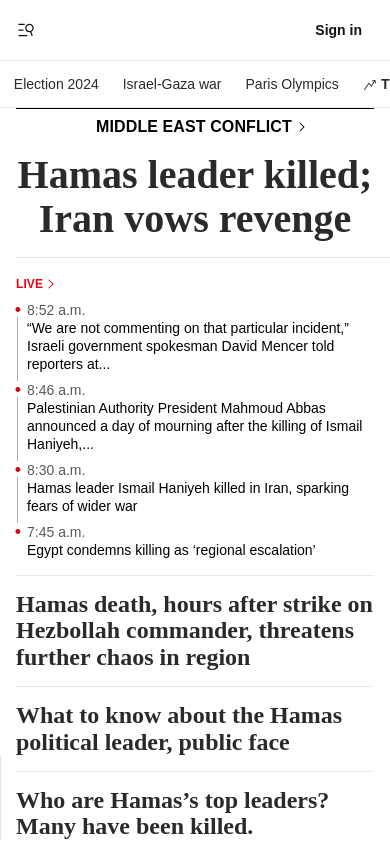 Sign in
Election 2024 Israel-Gaza war Paris Olympics T
MIDDLE EAST CONFLICT
Hamas leader killed;
Iran vows revenge
LIVE
8:52 a.m.
“We are not commenting on that particular incident,”
Israeli government spokesman David Mencer told
reporters at...
8:46 a.m.
Palestinian Authority President Mahmoud Abbas
announced a day of mourning after the killing of Ismail
Haniyeh,...
8:30 a.m.
Hamas leader Ismail Haniyeh killed in Iran, sparking
fears of wider war
7:45 a.m.
Egypt condemns killing as ‘regional escalation’
Hamas death, hours after strike on
Hezbollah commander, threatens
further chaos in region
What to know about the Hamas
political leader, public face
Who are Hamas’s top leaders?
Many have been killed.